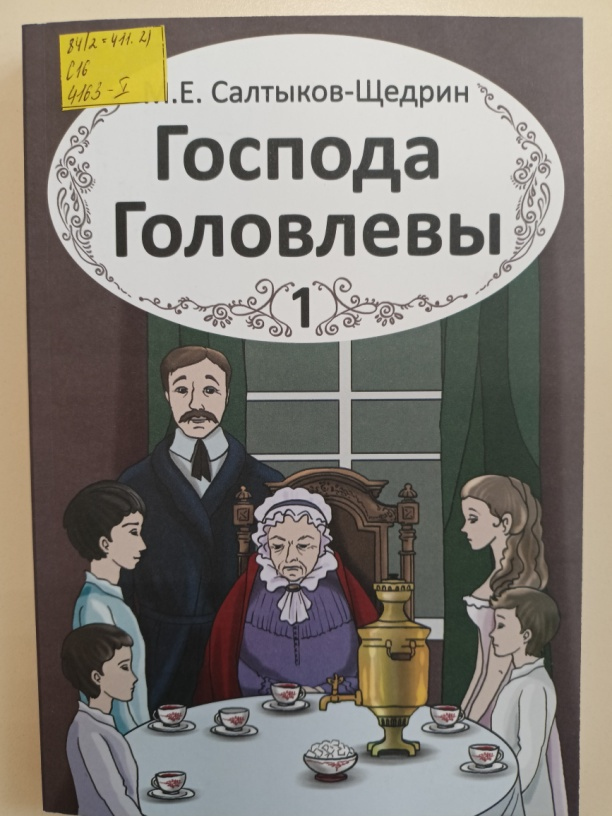 84(2=411.2)
С16
4163-I
М.Е. Салтыков-Щедрин
Господа
Головлевы
1